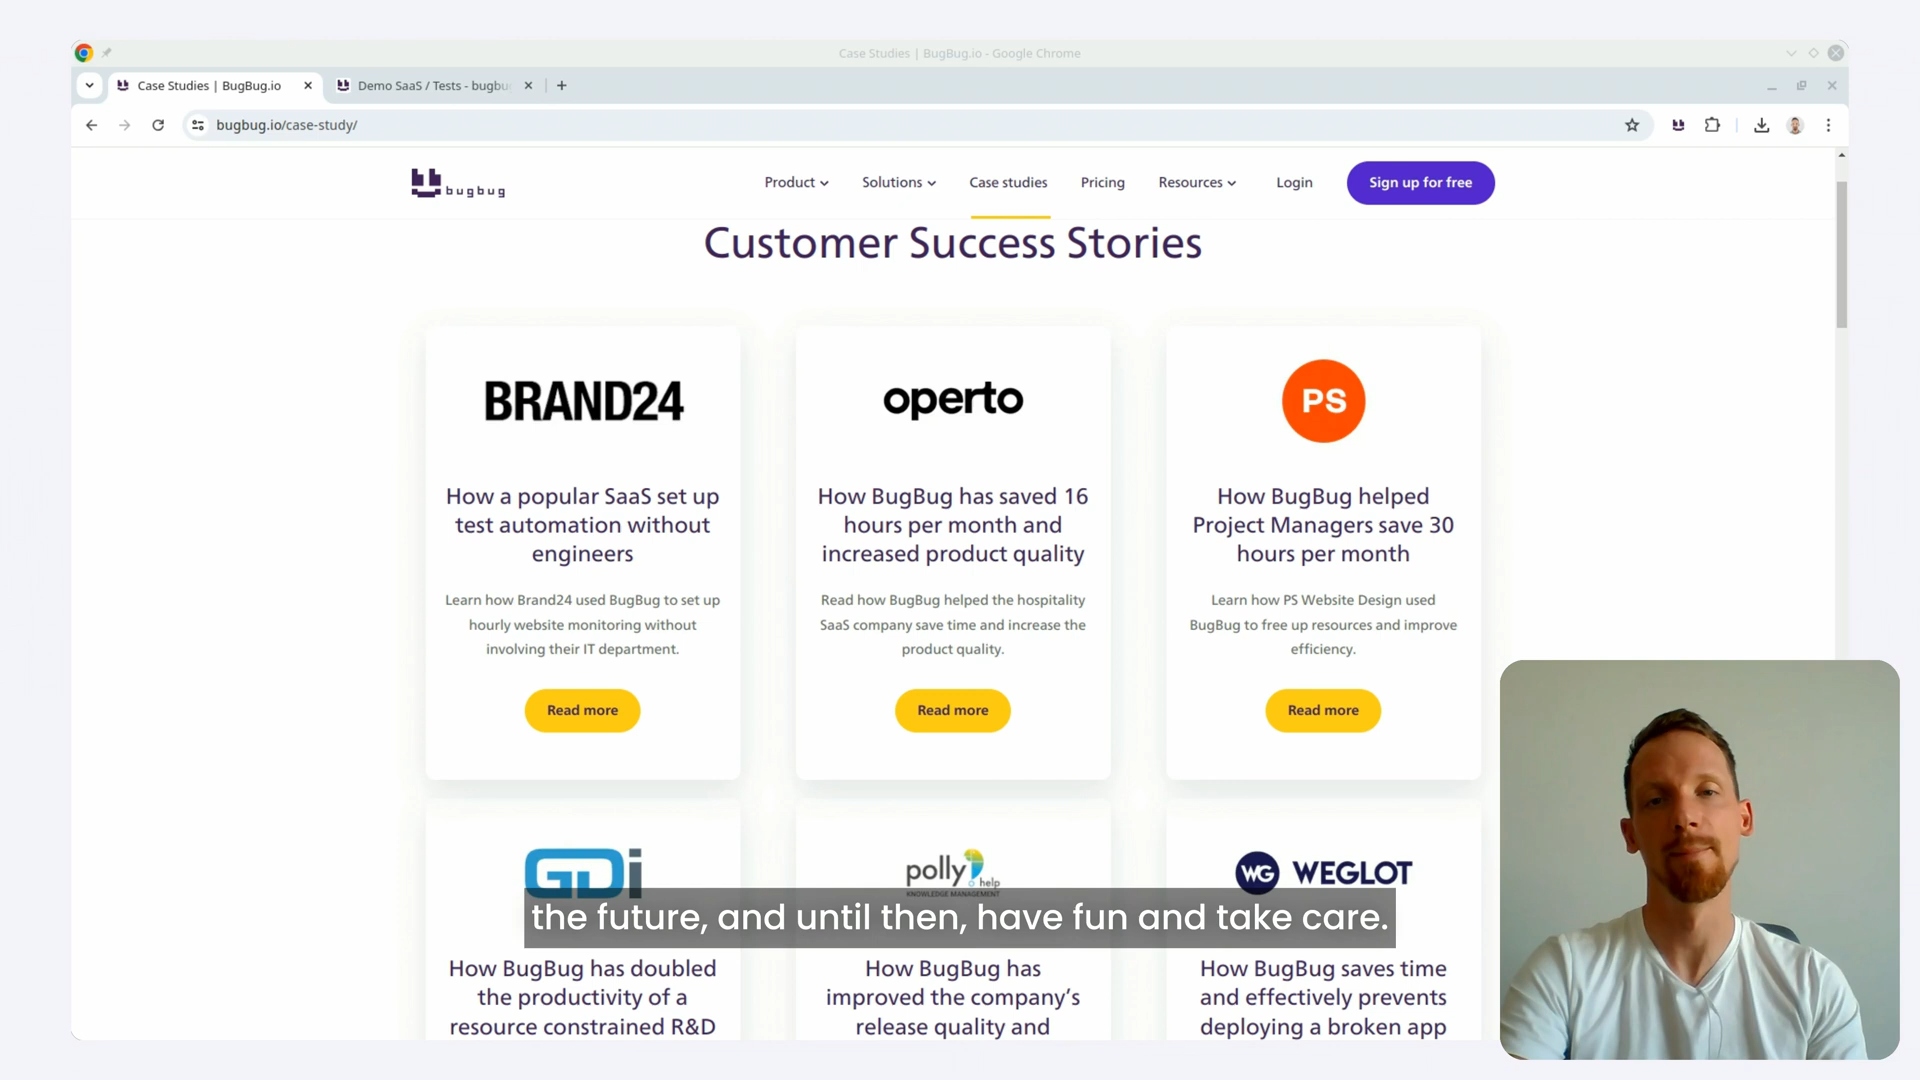 Case Studies | BugBug.io - Google Chrome
Case Studies | BugBug.io
Demo SaaS / Tests - bugbu
bugbug.io/case-study/
bugbug
Product
Solutions
Case studies
Pricing
Resources
Login
Sign up for free
Customer Success Stories
BRAND24
How a popular SaaS set up
test automation without
engineers
Learn how Brand24 used BugBug to set up
hourly website monitoring without
involving their IT department.
Read more
operto
How BugBug has saved 16
hours per month and
increased product quality
Read how BugBug helped the hospitality
SaaS company save time and increase the
product quality.
Read more
PS
How BugBug helped
Project Managers save 30
hours per month
Learn how PS Website Design used
BugBug to free up resources and improve
efficiency.
Read more
GDi
How BugBug has doubled
the productivity of a
resource constrained R&D
polly.help
KNOWLEDGE MANAGEMENT
How BugBug has
improved the company's
release quality and
WG WEGLOT
How BugBug saves time
and effectively prevents
deploying a broken app
the future, and until then, have fun and take care.